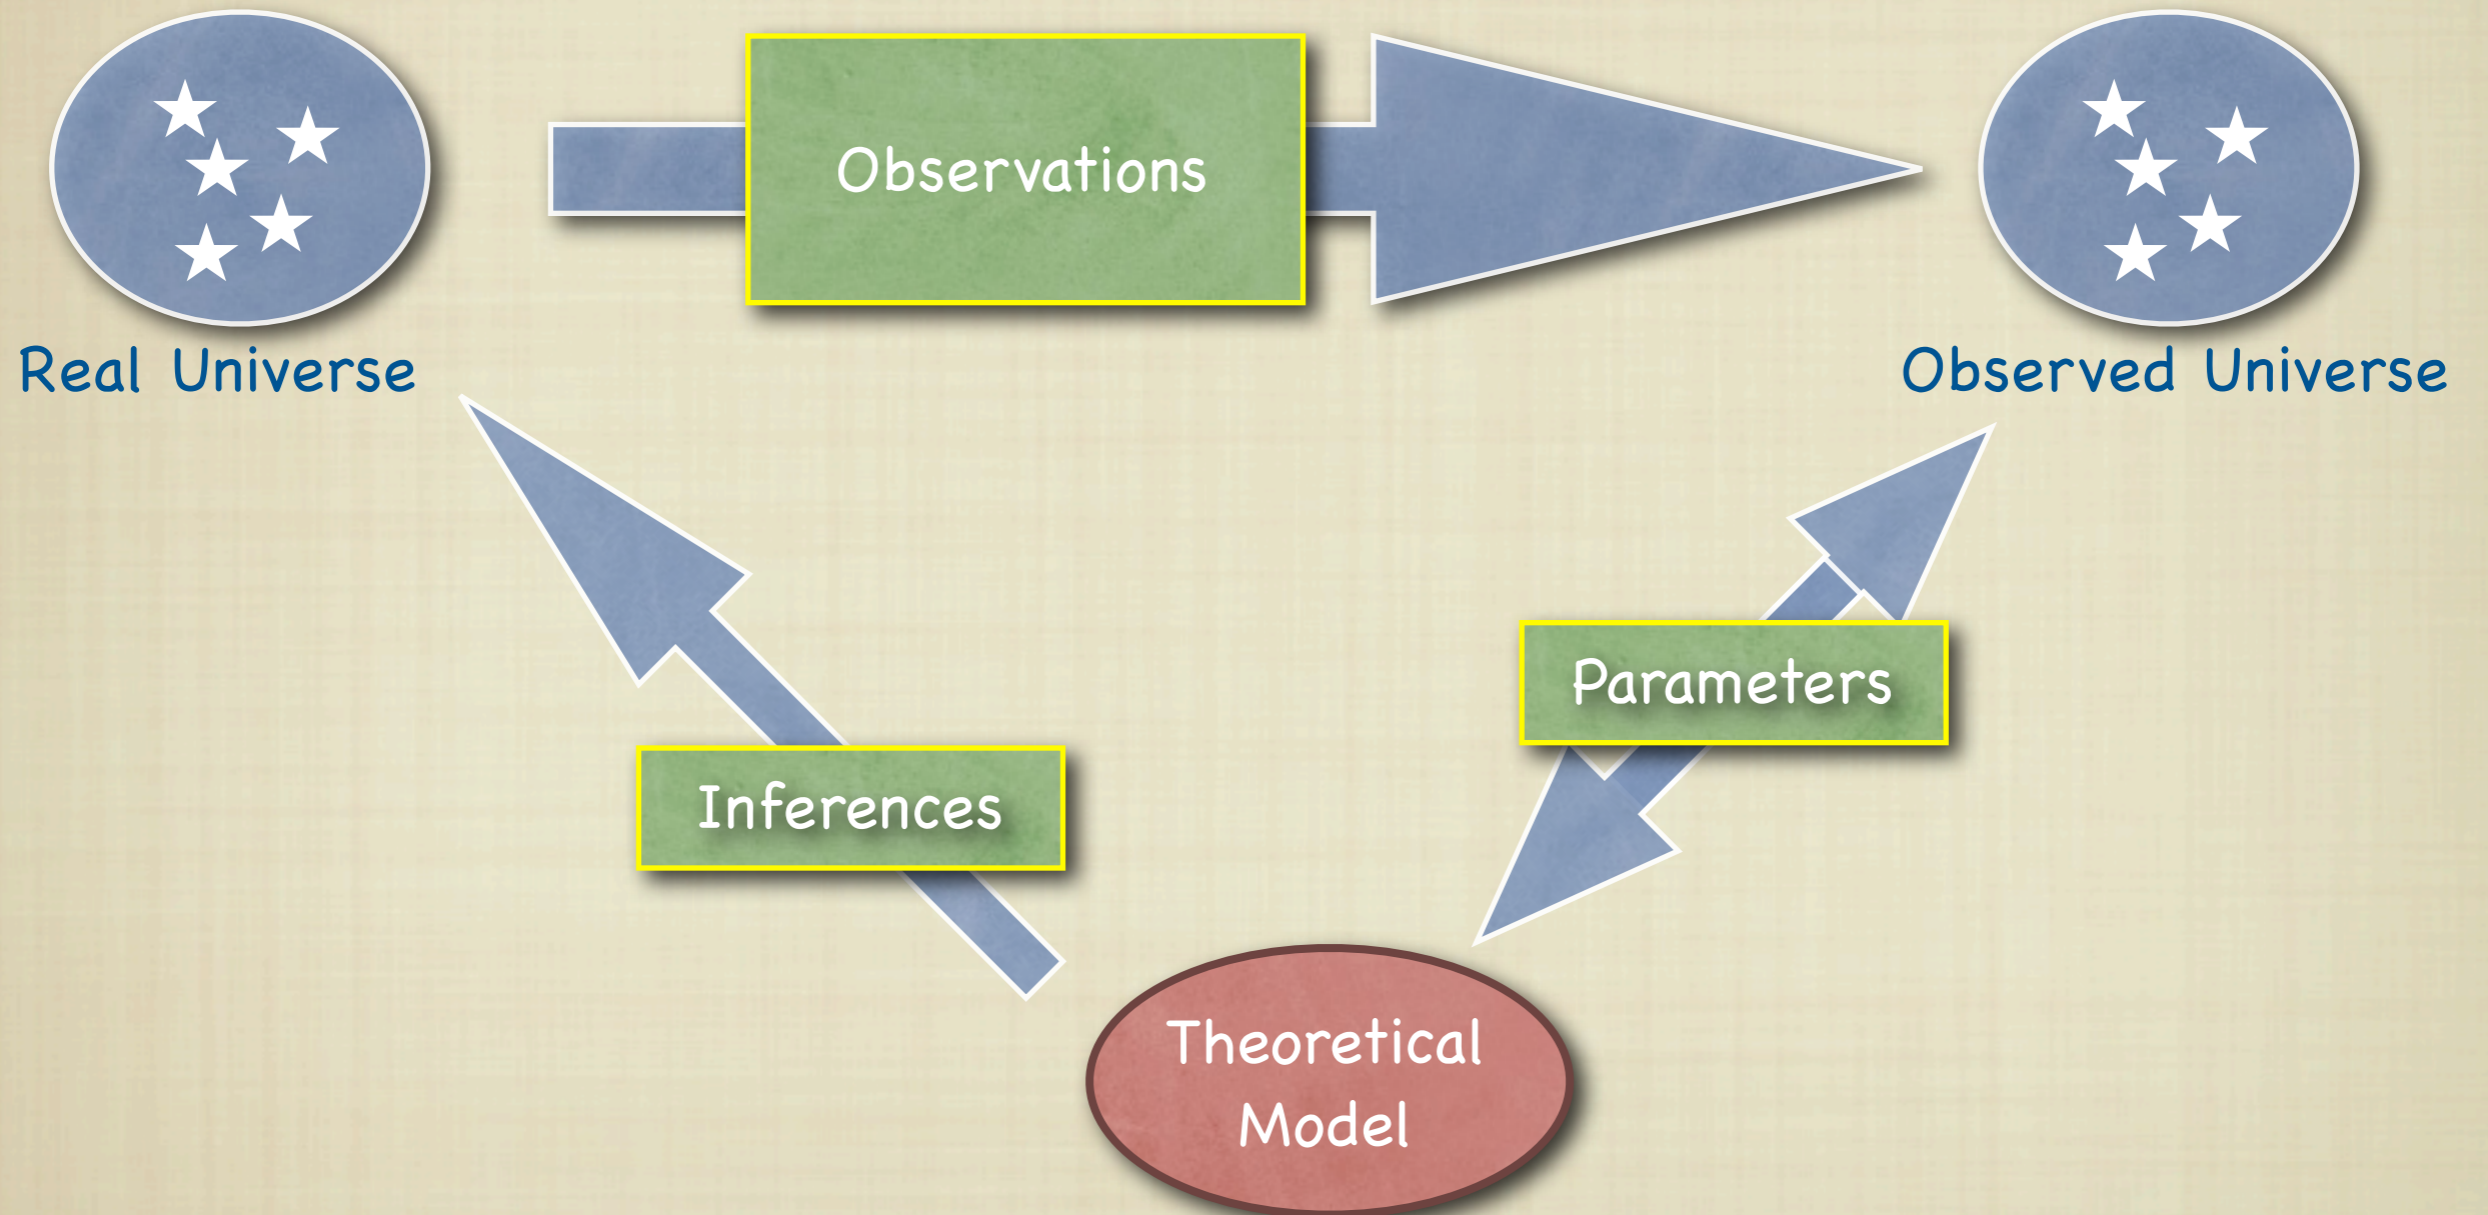 Observations
Real Universe
Observed Universe
Parameters
Inferences
Theoretical
Model